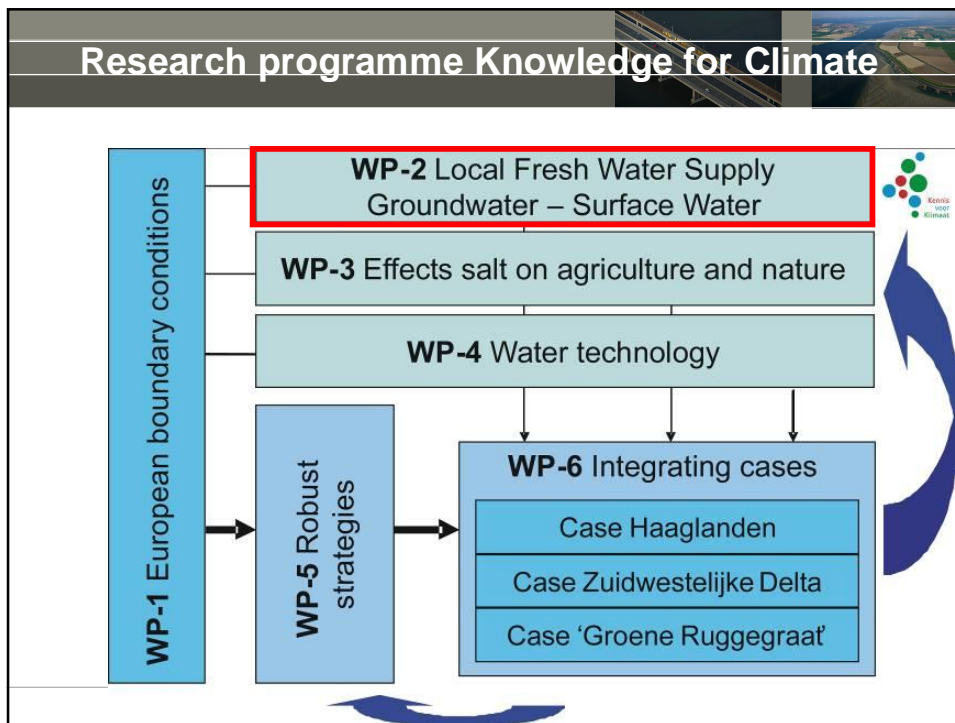 Research programme Knowledge for Climate
WP-1 European boundary conditions
WP-2 Local Fresh Water Supply
Groundwater – Surface Water
Kennis
voor
Klimaat
WP-3 Effects salt on agriculture and nature
WP-4 Water technology
WP-5 Robust
strategies
WP-6 Integrating cases
Case Haaglanden
Case Zuidwestelijke Delta
Case ‘Groene Ruggegraat’